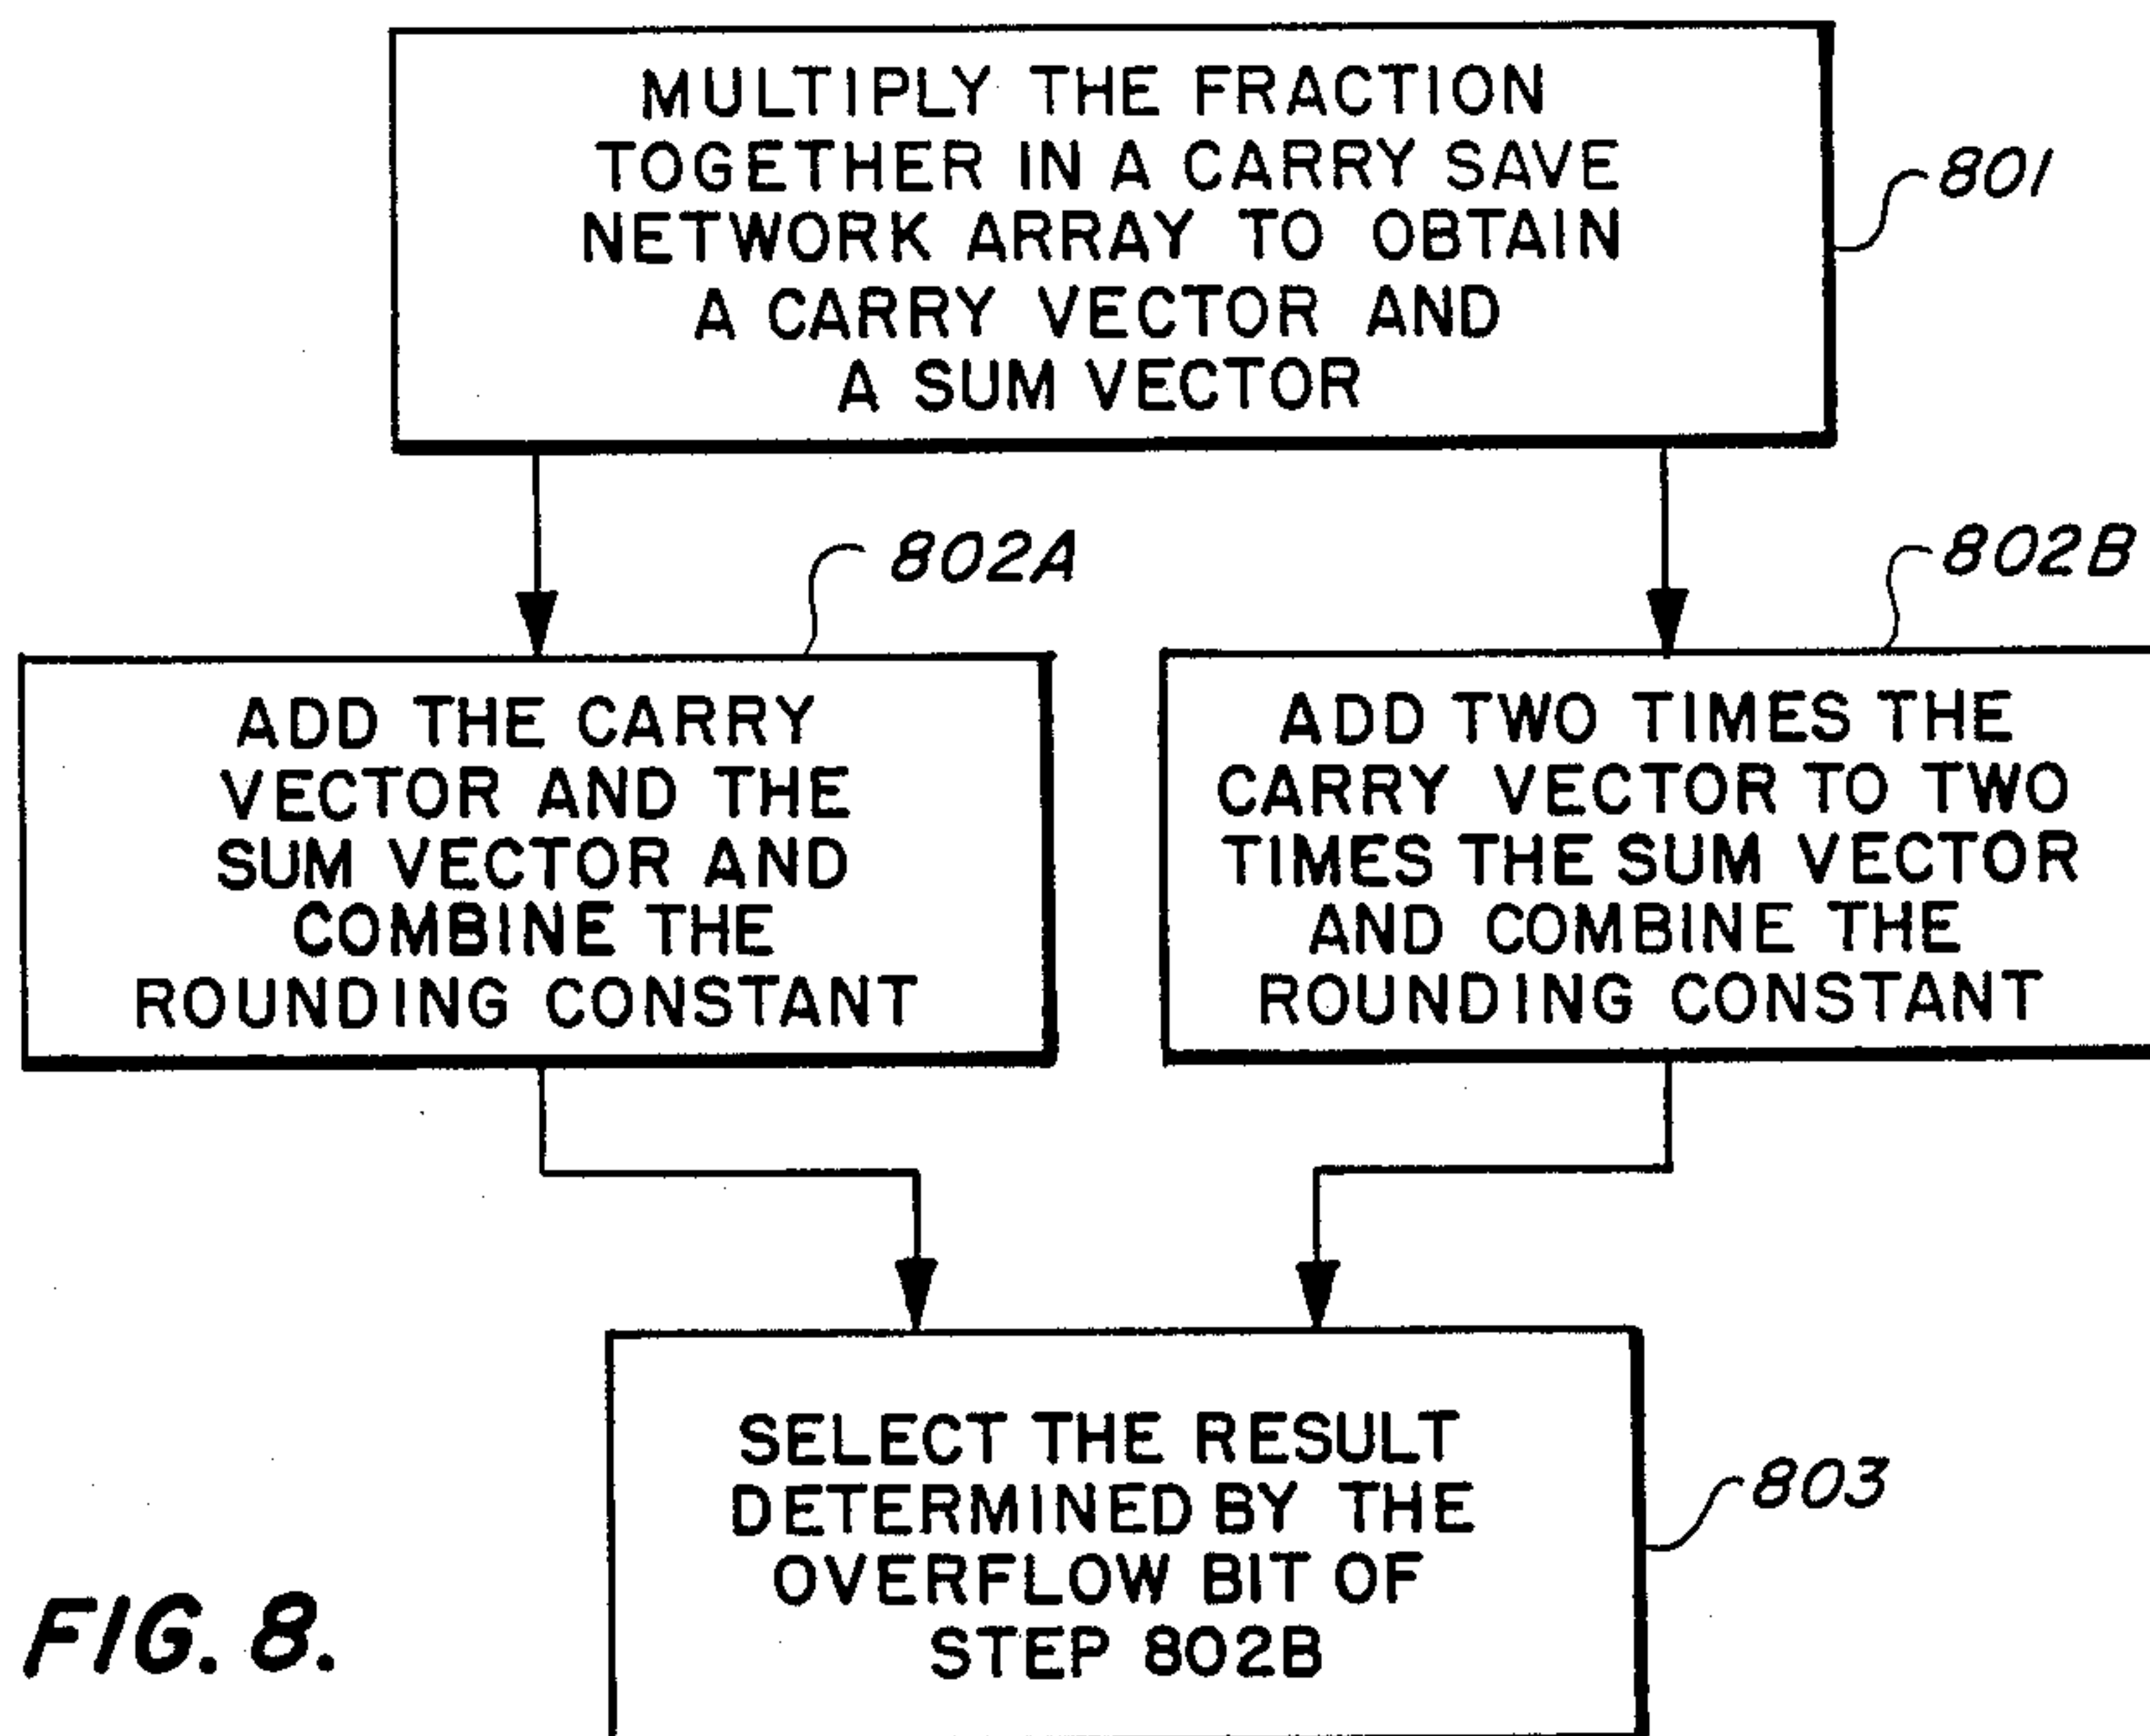 MULTIPLY THE FRACTION
TOGETHER IN A CARRY SAVE
NETWORK ARRAY TO OBTAIN
A CARRY VECTOR AND
A SUM VECTOR
801
802A
802B
ADD THE CARRY
VECTOR AND THE
SUM VECTOR AND
COMBINE THE
ROUNDING CONSTANT
ADD TWO TIMES THE
CARRY VECTOR TO TWO
TIMES THE SUM VECTOR
AND COMBINE THE
ROUNDING CONSTANT
SELECT THE RESULT
DETERMINED BY THE
OVERFLOW BIT OF
STEP 802B
803
FIG. 8.